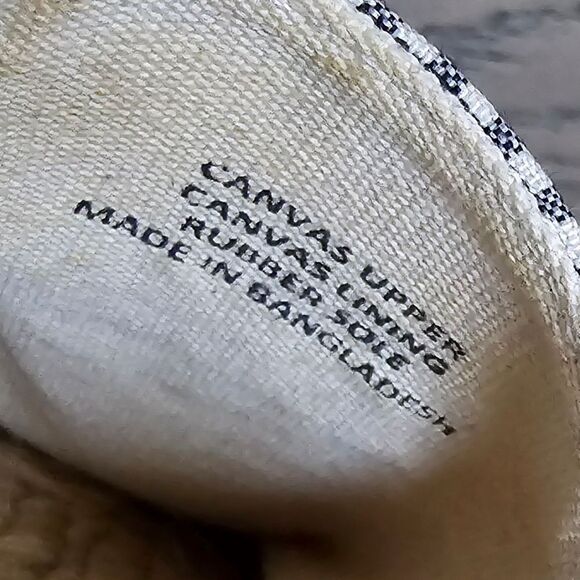 CANVAS UPPER
CANVAS LINING
RUBBER SOLE
MADE IN BANGLADESH